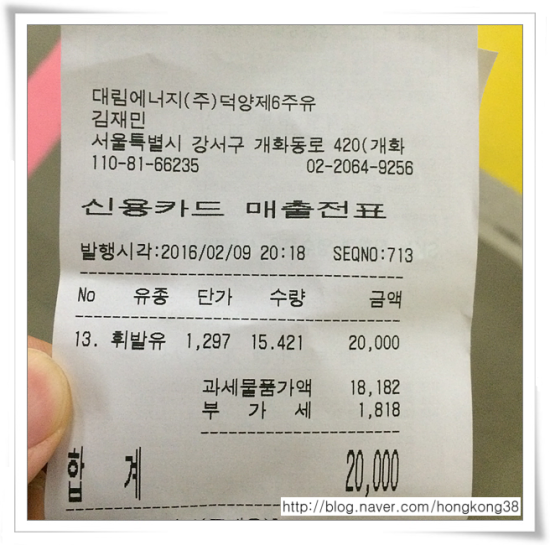 대림에너지(주)덕양제6주유
김재민
서울특별시 강서구 개화동로 420(개화
110-81-66235 02-2064-9256
신용카드 매출전표
발행시각:2016/02/09 20:18 SEQNO:713
No 유종 단가 수량 금액
13. 휘발유 1,297 15.421 20,000
과세물품가액 18,182
부 가 세 1,818
합 계 20,000
http://blog.naver.com/hongkong38